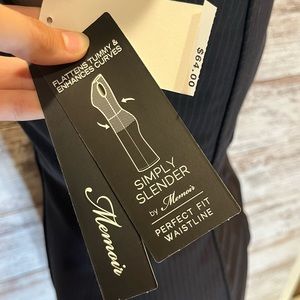 FLATTENS TUMMY &
ENHANCES CURVES
SIMPLY
SLENDER
by Memoir
PERFECT FIT
WAISTLINE
Memoir
$64.00